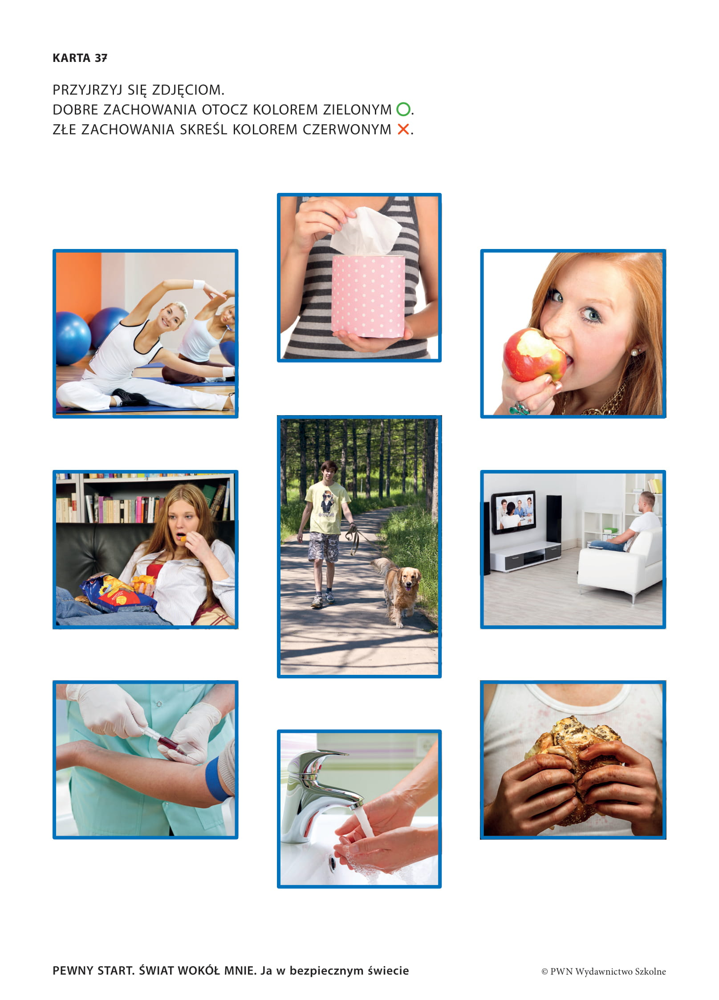 KARTA 37
PRZYJRZYJ SIĘ ZDJĘCIOM.
DOBRE ZACHOWANIA OTOCZ KOLOREM ZIELONYM .
ZŁE ZACHOWANIA SKREŚL KOLOREM CZERWONYM .
PEWNY START. ŚWIAT WOKÓŁ MNIE. Ja w bezpiecznym świecie
© PWN Wydawnictwo Szkolne